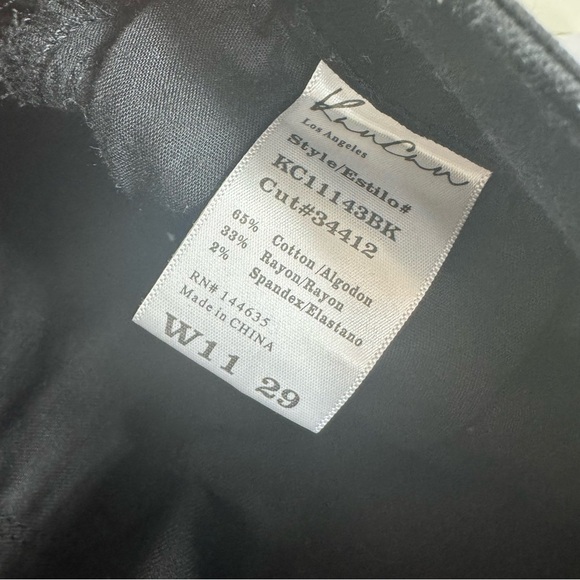 KanCan
Los Angeles
Style/Estilo#
KC11143BK
Cut#34412
65% Cotton/Algodon
33% Rayon/Rayon
2% Spandex/Elastano
RN# 144635
Made in CHINA
W11 29